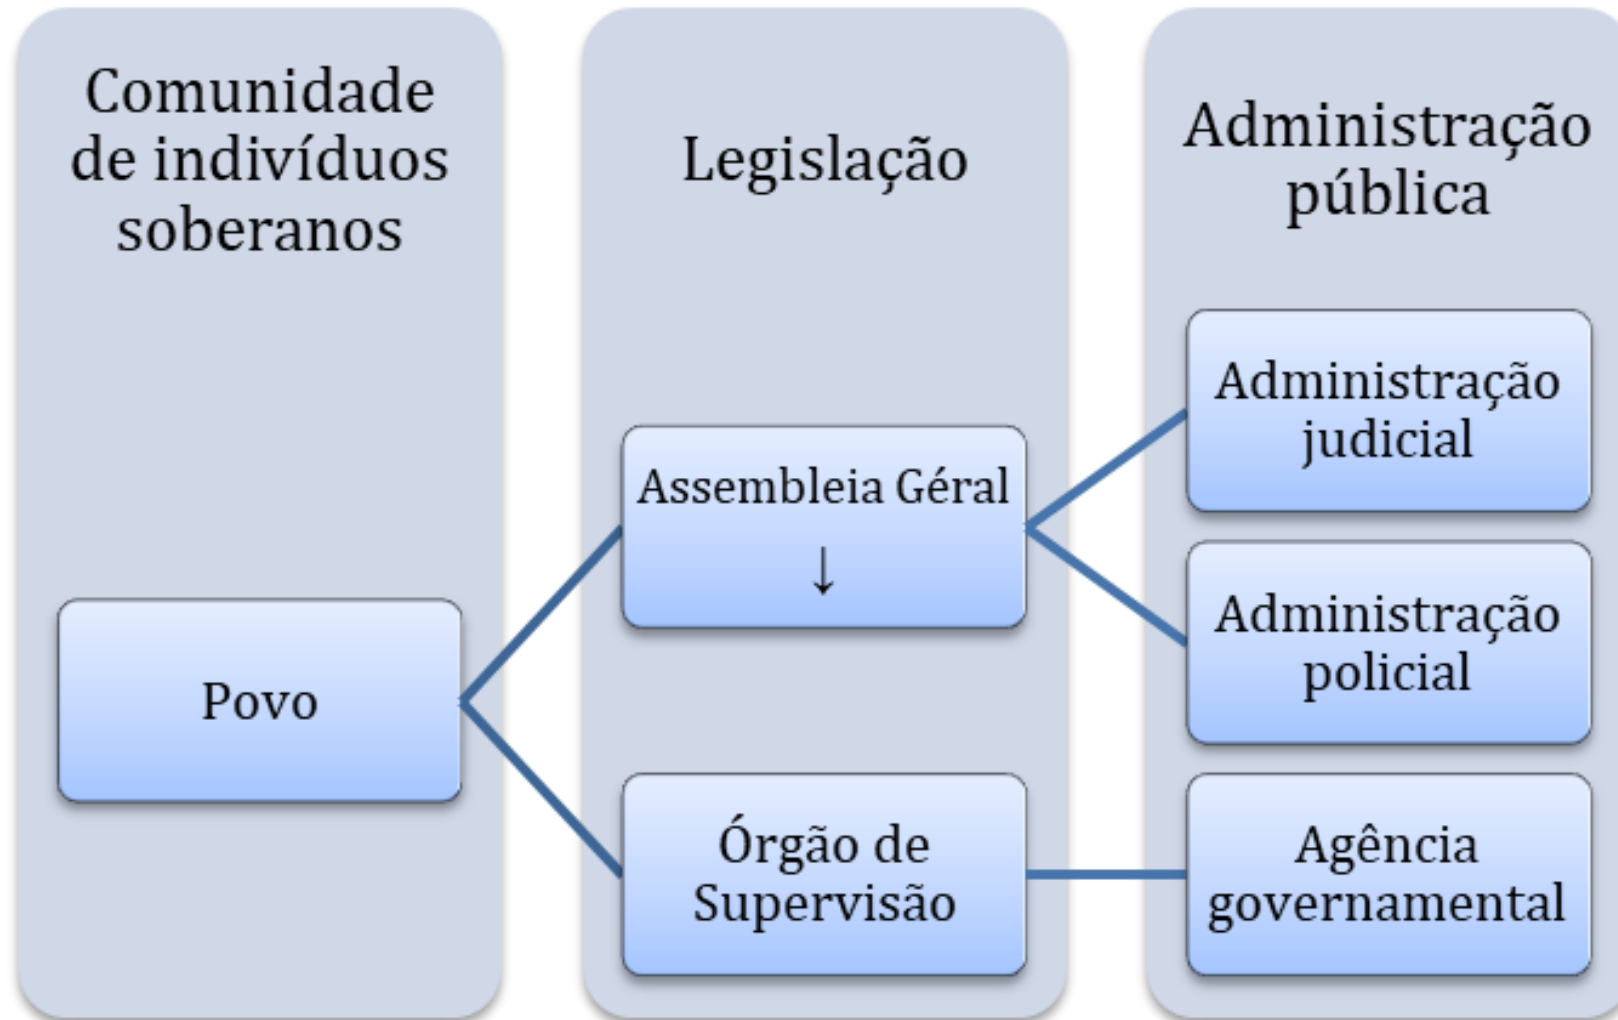 Comunidade
de indivíduos
soberanos
Povo
Legislação
Assembleia Géral
↓
Órgão de
Supervisão
Administração
pública
Administração
judicial
Administração
policial
Agência
governamental